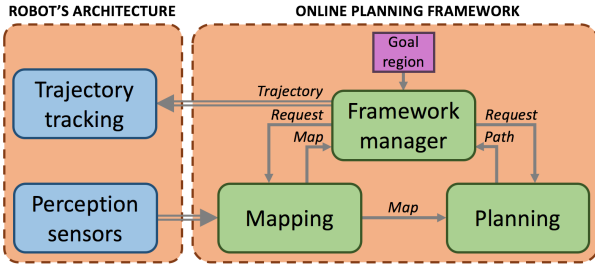 ROBOT'S ARCHITECTURE
ONLINE PLANNING FRAMEWORK
Goal
region
Trajectory
tracking
Trajectory
Framework
manager
Request
Map
Request
Path
Perception
sensors
Mapping
Map
Planning